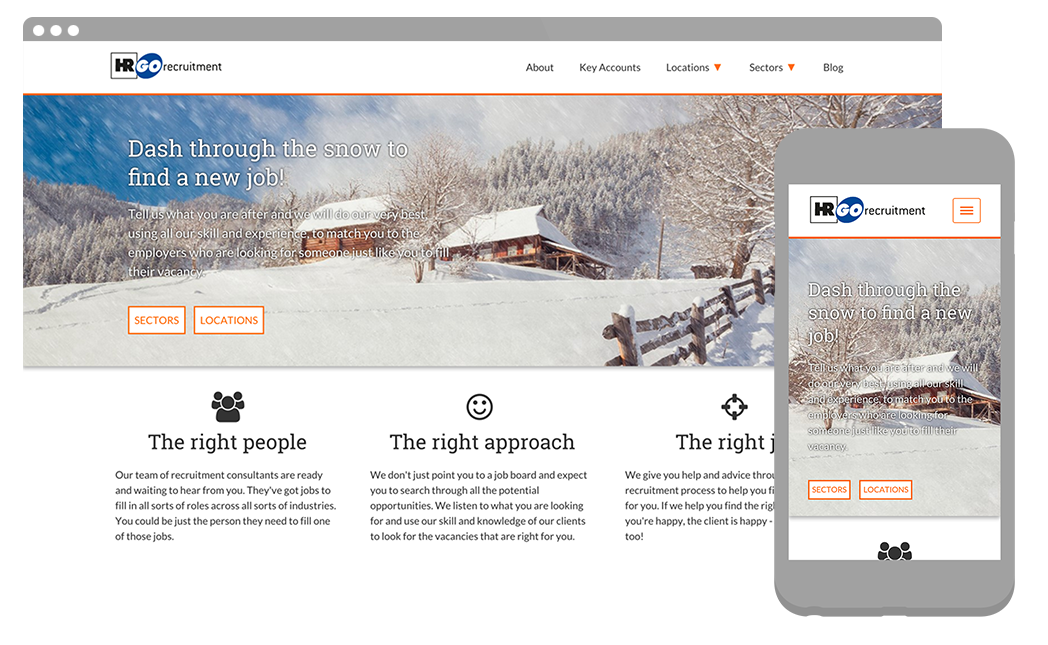 HR GO recruitment
About Key Accounts Locations ▼ Sectors ▼ Blog
Dash through the snow to
find a new job!
Tell us what you are after and we will do our very best,
using all our skill and experience, to match you to the
employers who are looking for someone just like you to fill
their vacancy.
SECTORS LOCATIONS
The right people
Our team of recruitment consultants are ready
and waiting to hear from you. They've got jobs to
fill in all sorts of roles across all sorts of industries.
You could be just the person they need to fill one
of those jobs.
The right approach
We don't just point you to a job board and expect
you to search through all the potential
opportunities. We listen to what you are looking
for and use our skill and knowledge of our clients
to look for the vacancies that are right for you.
The right j
We give you help and advice throu
recruitment process to help you fi
for you. If we help you find the righ
you're happy, the client is happy -
too!
HR GO recruitment
Dash through the
snow to find a new
job!
Tell us what you are after and we will
do our very best, using all our skill
and experience, to match you to the
employers who are looking for
someone just like you to fill their
vacancy.
SECTORS LOCATIONS